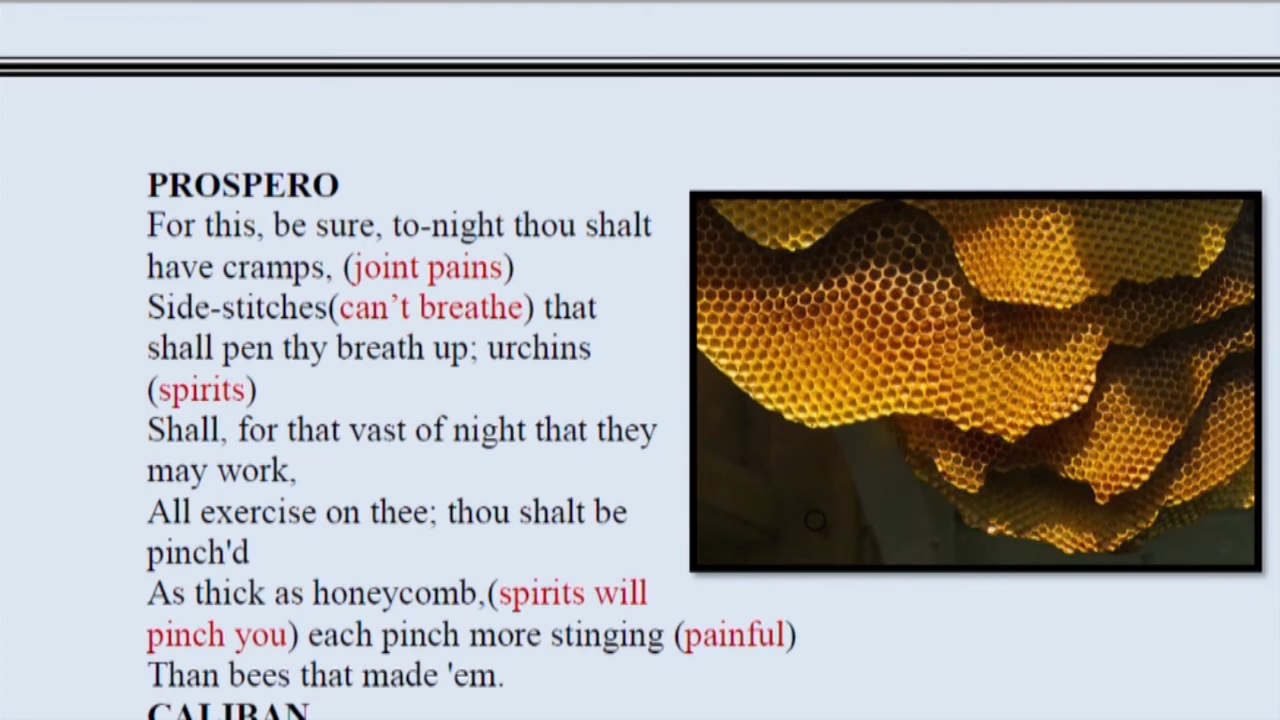 PROSPERO
For this, be sure, to-night thou shalt
have cramps, (joint pains)
Side-stitches(can’t breathe) that
shall pen thy breath up; urchins
(spirits)
Shall, for that vast of night that they
may work,
All exercise on thee; thou shalt be
pinch'd
As thick as honeycomb,(spirits will
pinch you) each pinch more stinging (painful)
Than bees that made 'em.
CALIBAN